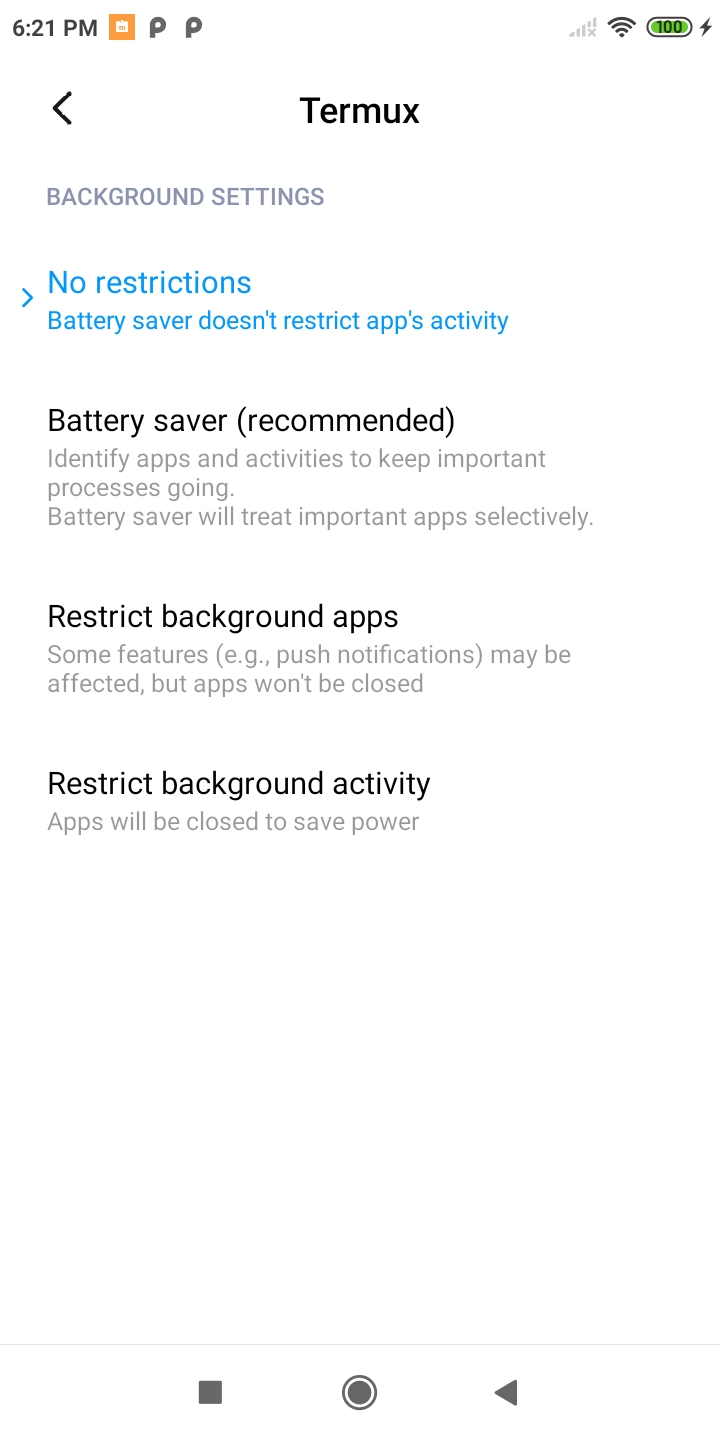 6:21 PM
100
Termux
BACKGROUND SETTINGS
No restrictions
Battery saver doesn't restrict app's activity
Battery saver (recommended)
Identify apps and activities to keep important
processes going.
Battery saver will treat important apps selectively.
Restrict background apps
Some features (e.g., push notifications) may be
affected, but apps won't be closed
Restrict background activity
Apps will be closed to save power